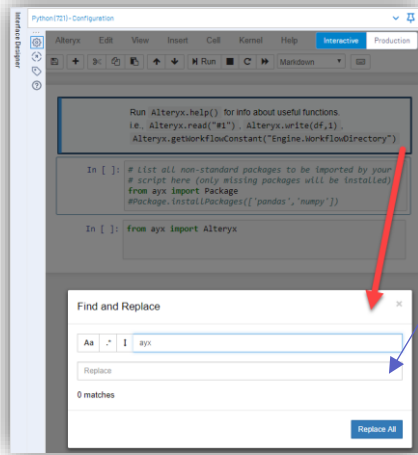 Python (721) - Configuration
Interface Designer
Alteryx Edit View Insert Cell Kernel Help Interactive Production
Run C Markdown
Run Alteryx.help() for info about useful functions.
i.e., Alteryx.read("#1"), Alteryx.write(df,1),
Alteryx.getWorkflowConstant("Engine.WorkflowDirectory")
In [ ]: # List all non-standard packages to be imported by your
# script here (only missing packages will be installed)
from ayx import Package
#Package.installPackages(['pandas','numpy'])
In [ ]: from ayx import Alteryx
Find and Replace ×
Aa .* I ayx
Replace
0 matches
Replace All